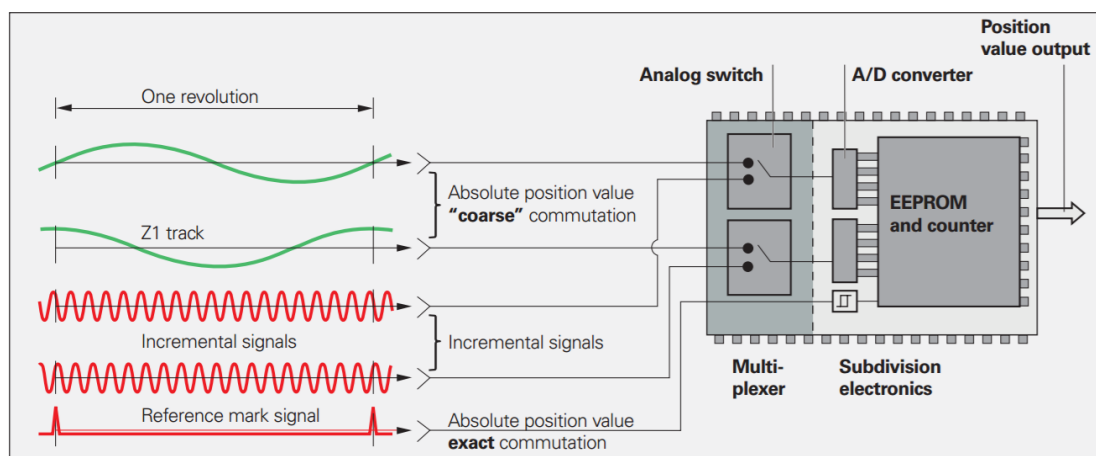 Position
value output
Analog switch
A/D converter
One revolution
Absolute position value
“coarse” commutation
Z1 track
EEPROM
and counter
Incremental signals
Incremental signals
Multi-
plexer
Subdivision
electronics
Reference mark signal
Absolute position value
exact commutation